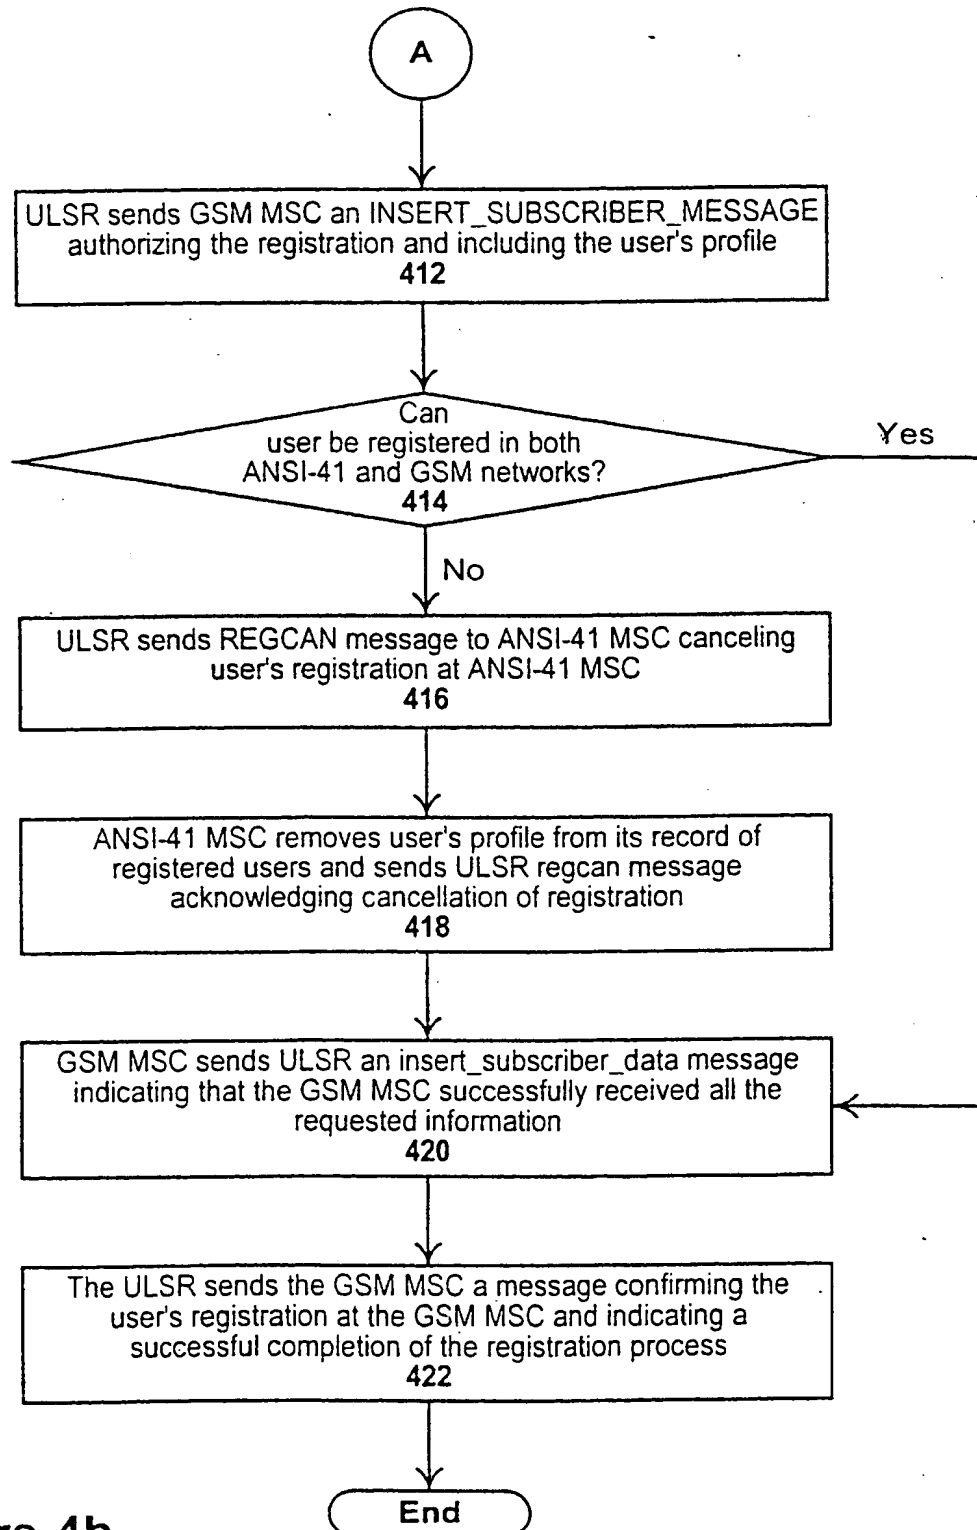 A
ULSR sends GSM MSC an INSERT_SUBSCRIBER_MESSAGE
authorizing the registration and including the user's profile
412
Can
user be registered in both
ANSI-41 and GSM networks?
414
Yes
No
ULSR sends REGCAN message to ANSI-41 MSC canceling
user's registration at ANSI-41 MSC
416
ANSI-41 MSC removes user's profile from its record of
registered users and sends ULSR regcan message
acknowledging cancellation of registration
418
GSM MSC sends ULSR an insert_subscriber_data message
indicating that the GSM MSC successfully received all the
requested information
420
The ULSR sends the GSM MSC a message confirming the
user's registration at the GSM MSC and indicating a
successful completion of the registration process
422
End